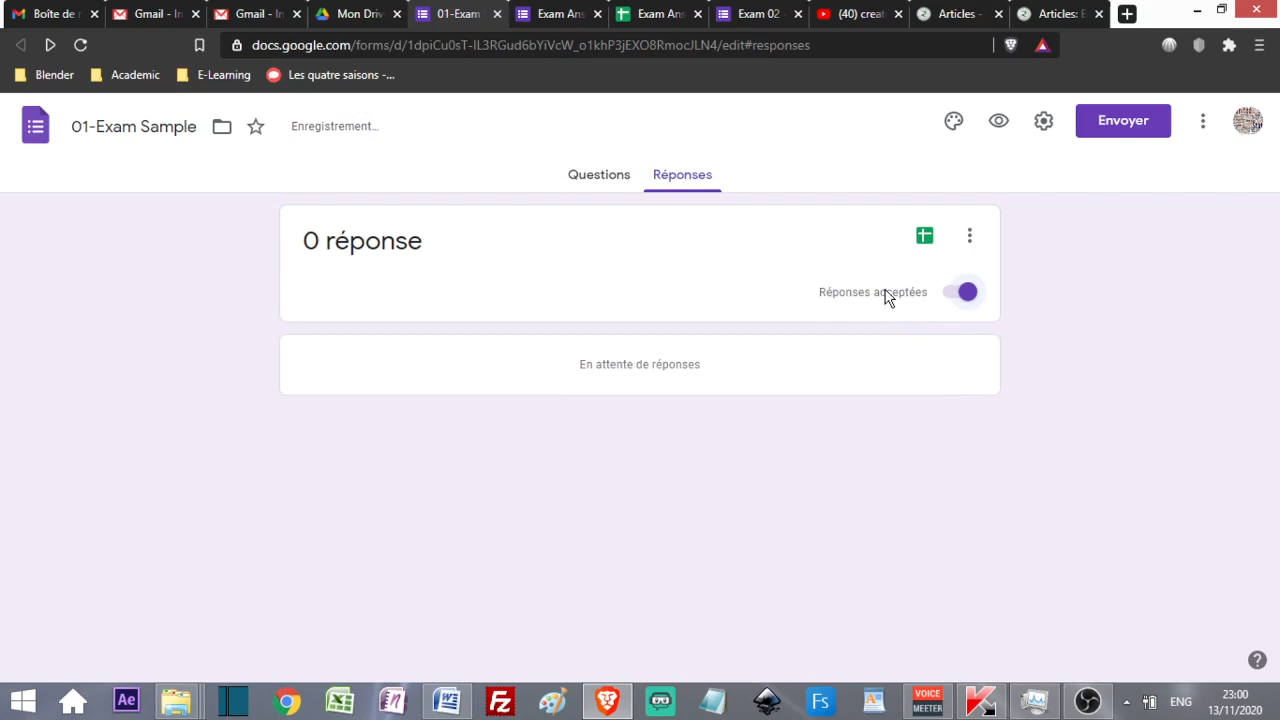 Boîte de r
Gmail - In
Gmail - In
Mon Driv
01-Exam
Exam Ans
Exam Ans
Exam 02
(40) creat
Articles -
Articles: E
docs.google.com/forms/d/1dpiCu0sT-IL3RGud6bYiVcW_o1khP3jEXO8RmocJLN4/edit#responses
Blender
Academic
E-Learning
Les quatre saisons -...
01-Exam Sample
Enregistrement…
Envoyer
Questions
Réponses
0 réponse
Réponses acceptées
En attente de réponses
Ae
Fz
Fs
VOICE
MEETER
ENG
23:00
13/11/2020